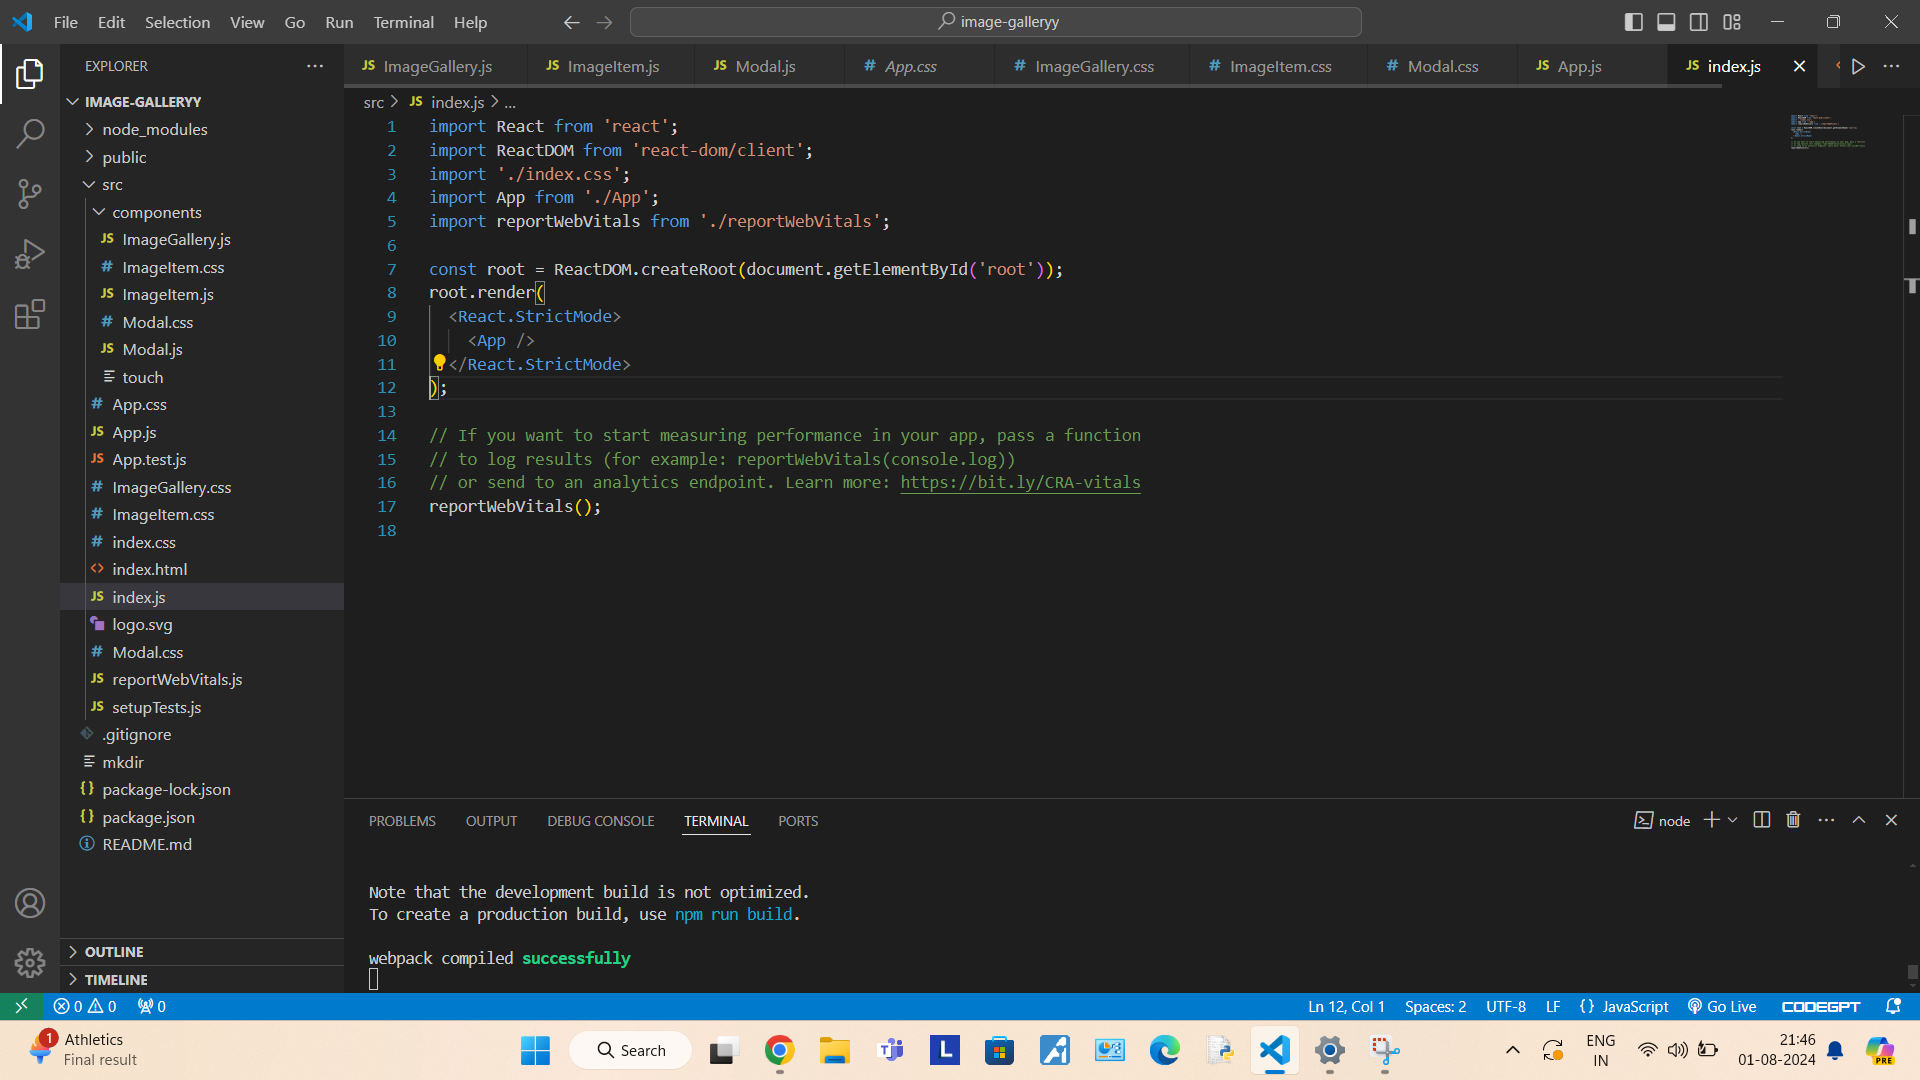 File Edit Selection View Go Run Terminal Help
image-galleryy
EXPLORER
IMAGE-GALLERYY
node_modules
public
src
components
JS ImageGallery.js
# ImageItem.css
JS ImageItem.js
# Modal.css
JS Modal.js
touch
# App.css
JS App.js
JS App.test.js
# ImageGallery.css
# ImageItem.css
# index.css
<> index.html
JS index.js
logo.svg
# Modal.css
JS reportWebVitals.js
JS setupTests.js
.gitignore
mkdir
{} package-lock.json
{} package.json
README.md
OUTLINE
TIMELINE
JS ImageGallery.js JS ImageItem.js JS Modal.js # App.css # ImageGallery.css # ImageItem.css # Modal.css JS App.js JS index.js
src > JS index.js > ...
1 import React from 'react';
2 import ReactDOM from 'react-dom/client';
3 import './index.css';
4 import App from './App';
5 import reportWebVitals from './reportWebVitals';
6
7 const root = ReactDOM.createRoot(document.getElementById('root'));
8 root.render(
9 <React.StrictMode>
10 <App />
11 </React.StrictMode>
12 );
13
14 // If you want to start measuring performance in your app, pass a function
15 // to log results (for example: reportWebVitals(console.log))
16 // or send to an analytics endpoint. Learn more: https://bit.ly/CRA-vitals
17 reportWebVitals();
18
PROBLEMS OUTPUT DEBUG CONSOLE TERMINAL PORTS
node
Note that the development build is not optimized.
To create a production build, use npm run build.
webpack compiled successfully
0 0 0
Ln 12, Col 1 Spaces: 2 UTF-8 LF {} JavaScript Go Live CODEGPT
1
Athletics
Final result
Search
L
ENG
IN
21:46
01-08-2024
PRE